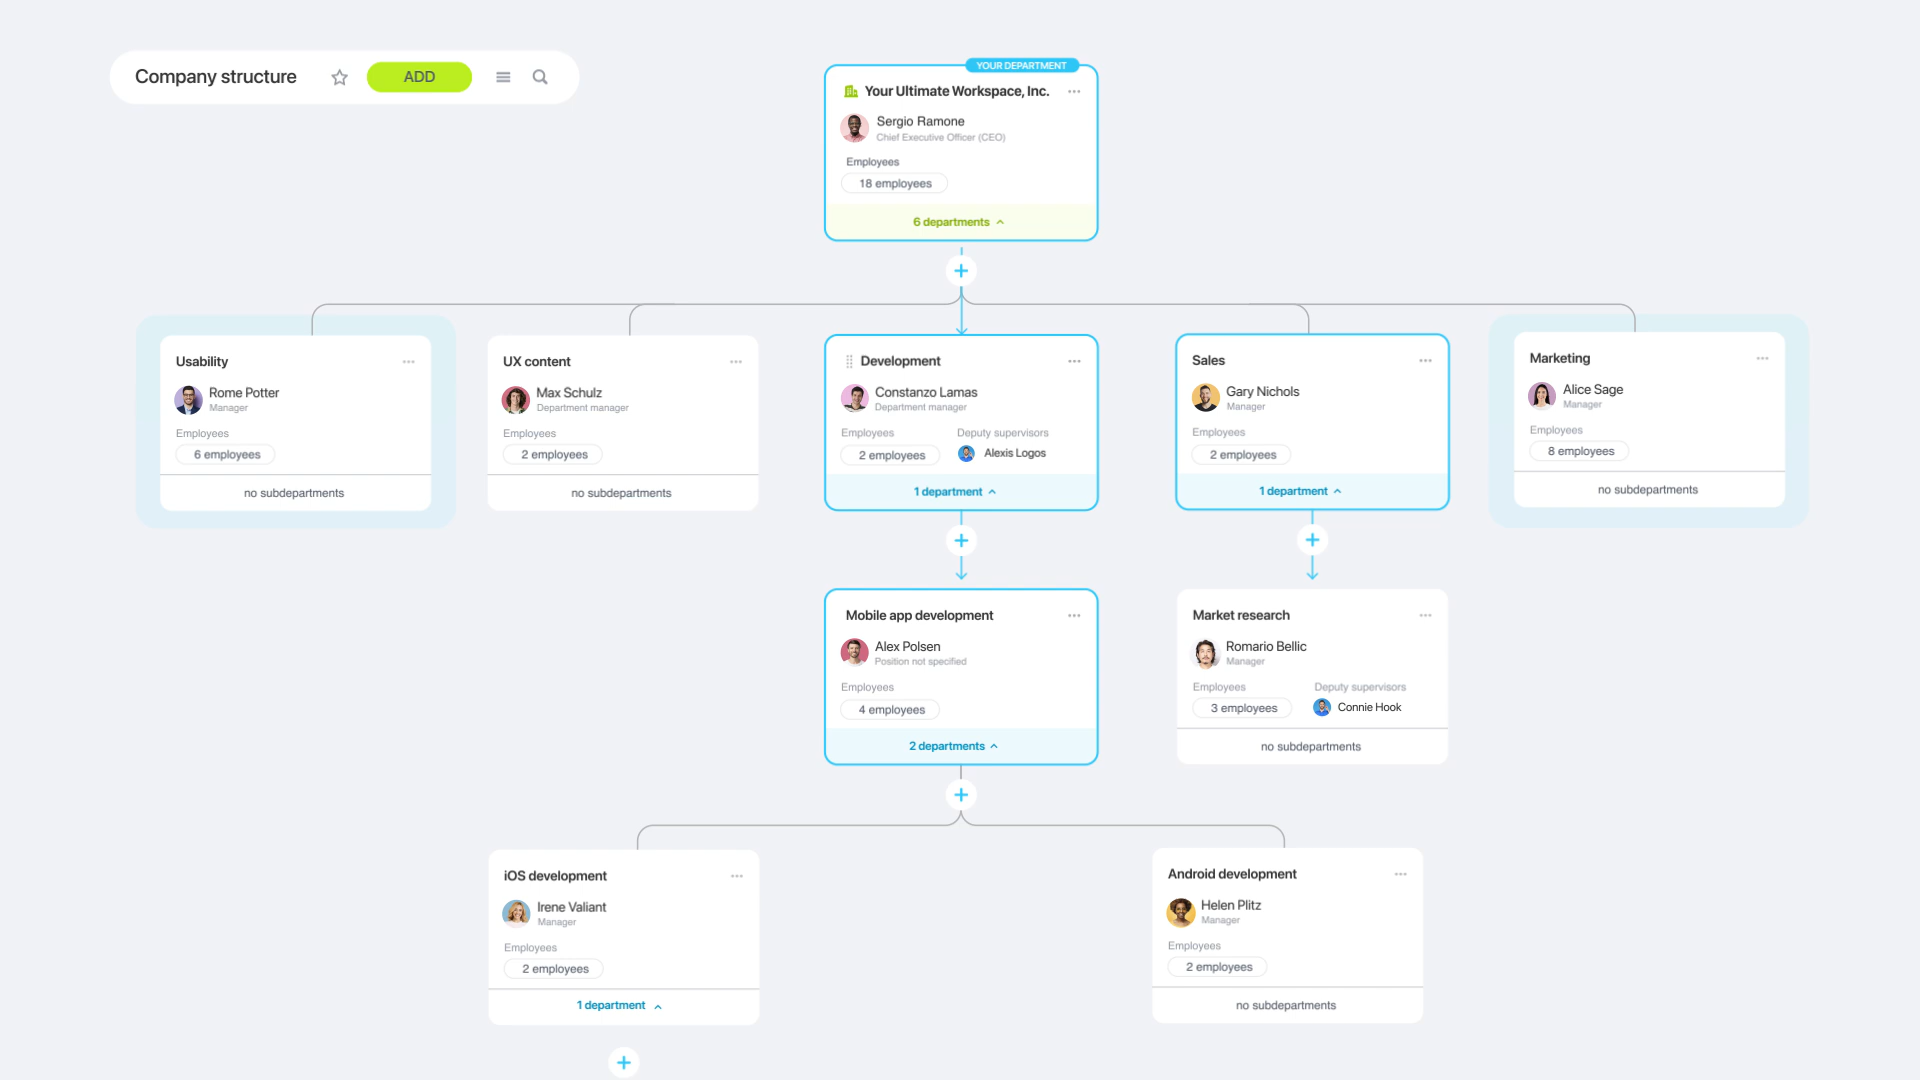 Company structure
ADD
YOUR DEPARTMENT
Your Ultimate Workspace, Inc.
Sergio Ramone
Chief Executive Officer (CEO)
Employees
18 employees
6 departments
Usability
Rome Potter
Manager
Employees
6 employees
no subdepartments
UX content
Max Schulz
Department manager
Employees
2 employees
no subdepartments
Development
Constanzo Lamas
Department manager
Employees
Deputy supervisors
2 employees
Alexis Logos
1 department
Sales
Gary Nichols
Manager
Employees
2 employees
1 department
Marketing
Alice Sage
Manager
Employees
8 employees
no subdepartments
Mobile app development
Alex Polsen
Position not specified
Employees
4 employees
2 departments
Market research
Romario Bellic
Manager
Employees
Deputy supervisors
3 employees
Connie Hook
no subdepartments
iOS development
Irene Valiant
Manager
Employees
2 employees
1 department
Android development
Helen Plitz
Manager
Employees
2 employees
no subdepartments